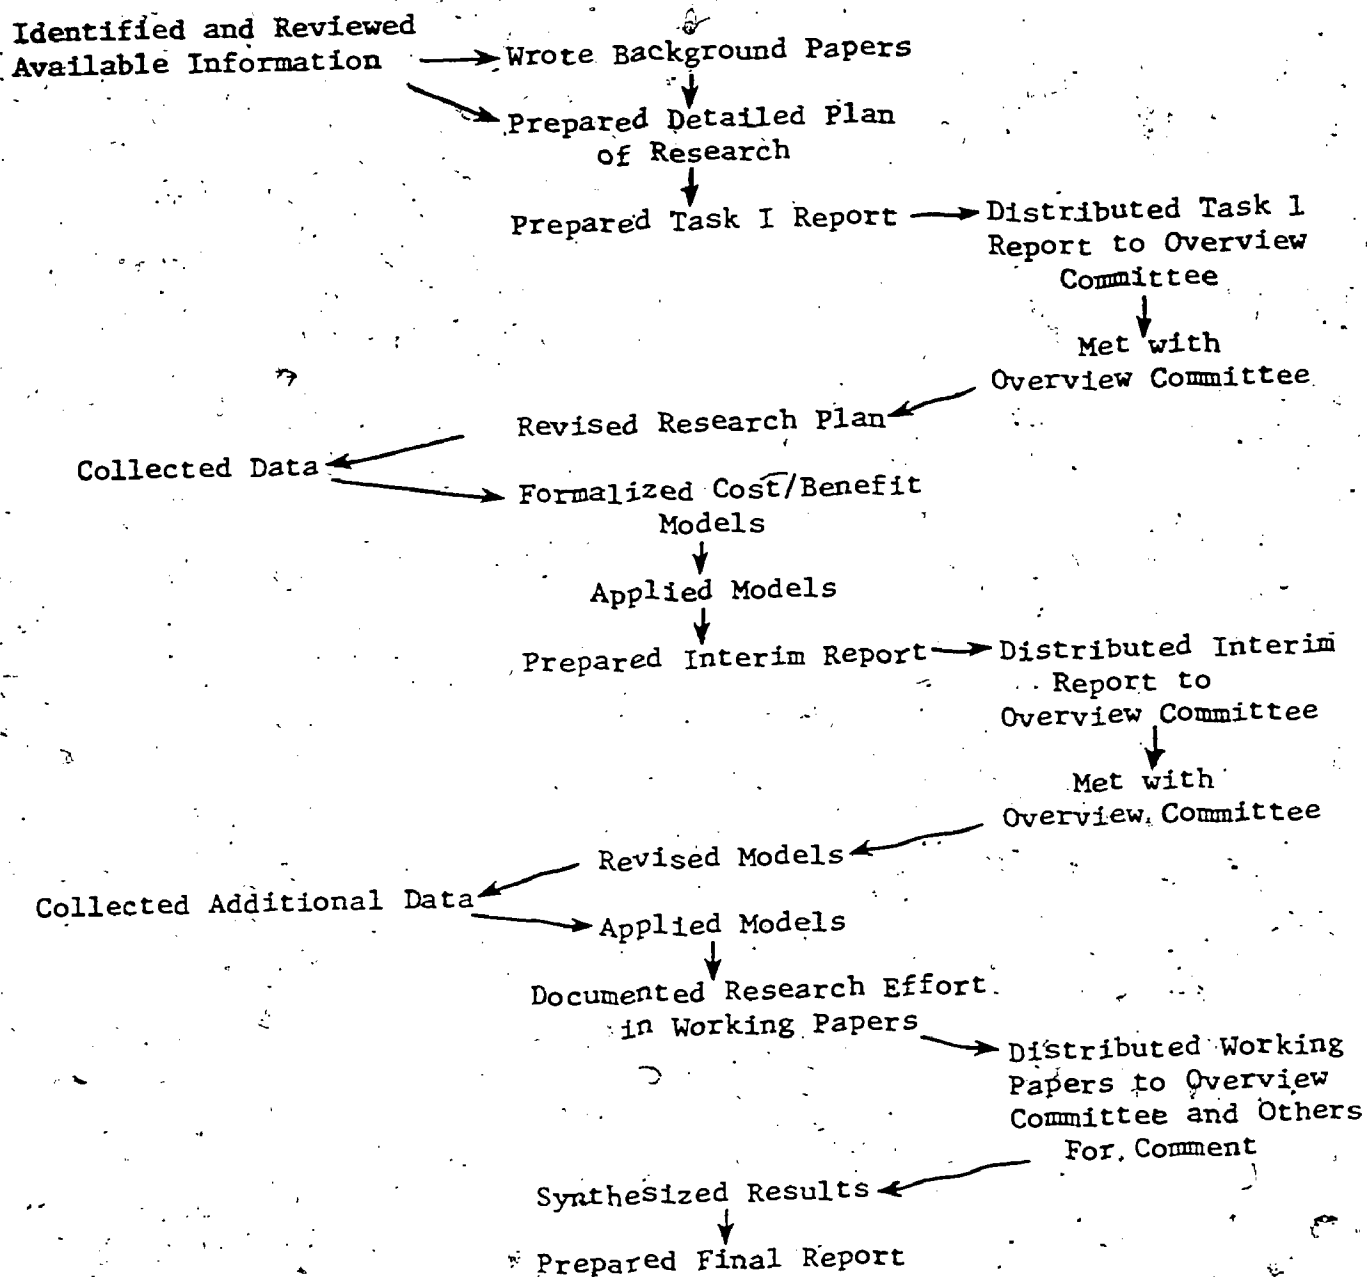 Identified and Reviewed
Available Information
Wrote Background Papers
Prepared Detailed Plan
of Research
Prepared Task I Report
Distributed Task 1
Report to Overview
Committee
Met with
Overview Committee
Revised Research Plan
Collected Data
Formalized Cost/Benefit
Models
Applied Models
Prepared Interim Report
Distributed Interim
Report to
Overview Committee
Met with
Overview Committee
Revised Models
Collected Additional Data
Applied Models
Documented Research Effort
in Working Papers
Distributed Working
Papers to Overview
Committee and Others
For Comment
Synthesized Results
Prepared Final Report